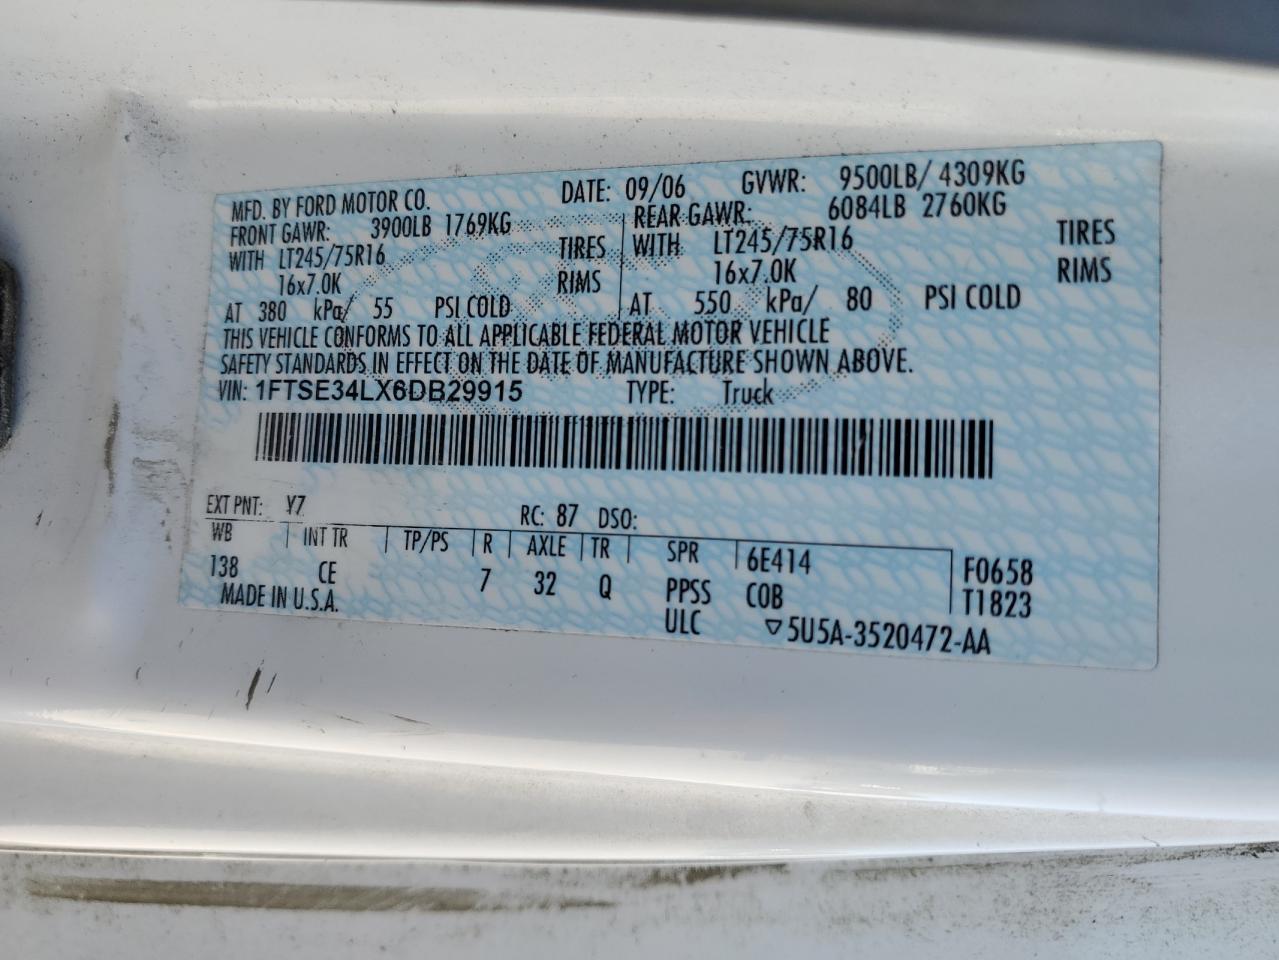 MFD. BY FORD MOTOR CO. DATE: 09/06 GVWR: 9500LB/ 4309KG
FRONT GAWR: 3900LB 1769KG REAR GAWR: 6084LB 2760KG
WITH LT245/75R16 TIRES WITH LT245/75R16 TIRES
16x7.0K RIMS 16x7.0K RIMS
AT 380 kPa/ 55 PSI COLD AT 550 kPa/ 80 PSI COLD
THIS VEHICLE CONFORMS TO ALL APPLICABLE FEDERAL MOTOR VEHICLE
SAFETY STANDARDS IN EFFECT ON THE DATE OF MANUFACTURE SHOWN ABOVE.
VIN: 1FTSE34LX6DB29915 TYPE: Truck
EXT PNT: Y7 RC: 87 DSO:
WB INT TR TP/PS R AXLE TR SPR 6E414 F0658
138 CE 7 32 Q PPSS COB T1823
MADE IN U.S.A. ULC ▽5U5A-3520472-AA